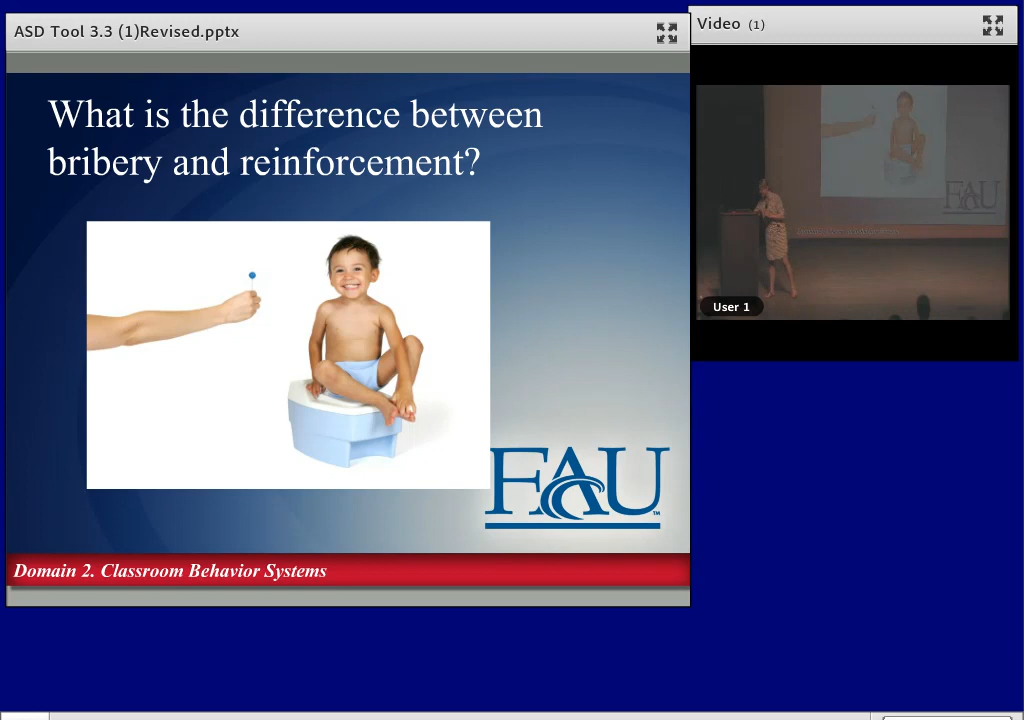 ASD Tool 3.3 (1)Revised.pptx
Video (1)
What is the difference between
bribery and reinforcement?
FAU
User 1
FAU™
Domain 2. Classroom Behavior Systems